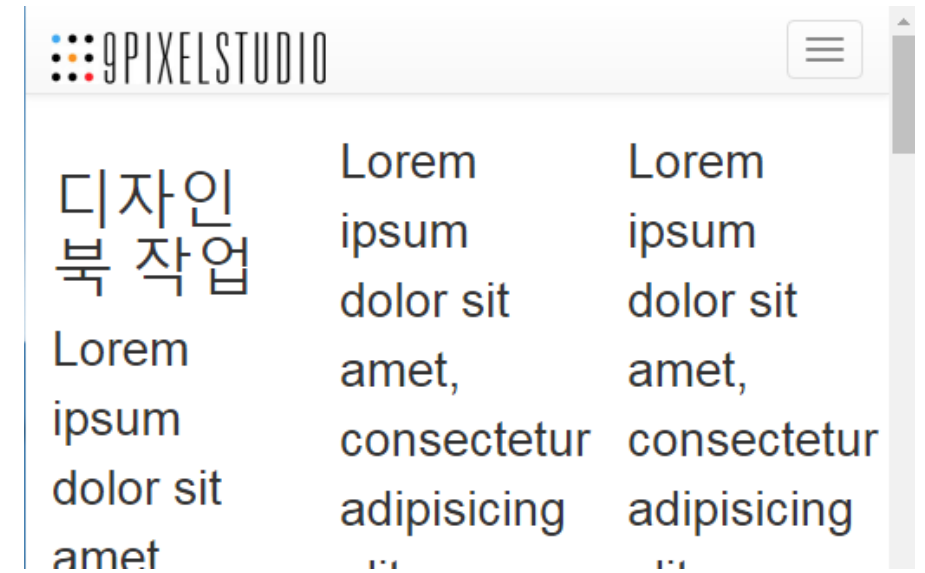 9PIXELSTUDIO
디자인
북 작업
Lorem
ipsum
dolor sit
amet
Lorem
ipsum
dolor sit
amet,
consectetur
adipisicing
Lorem
ipsum
dolor sit
amet,
consectetur
adipisicing